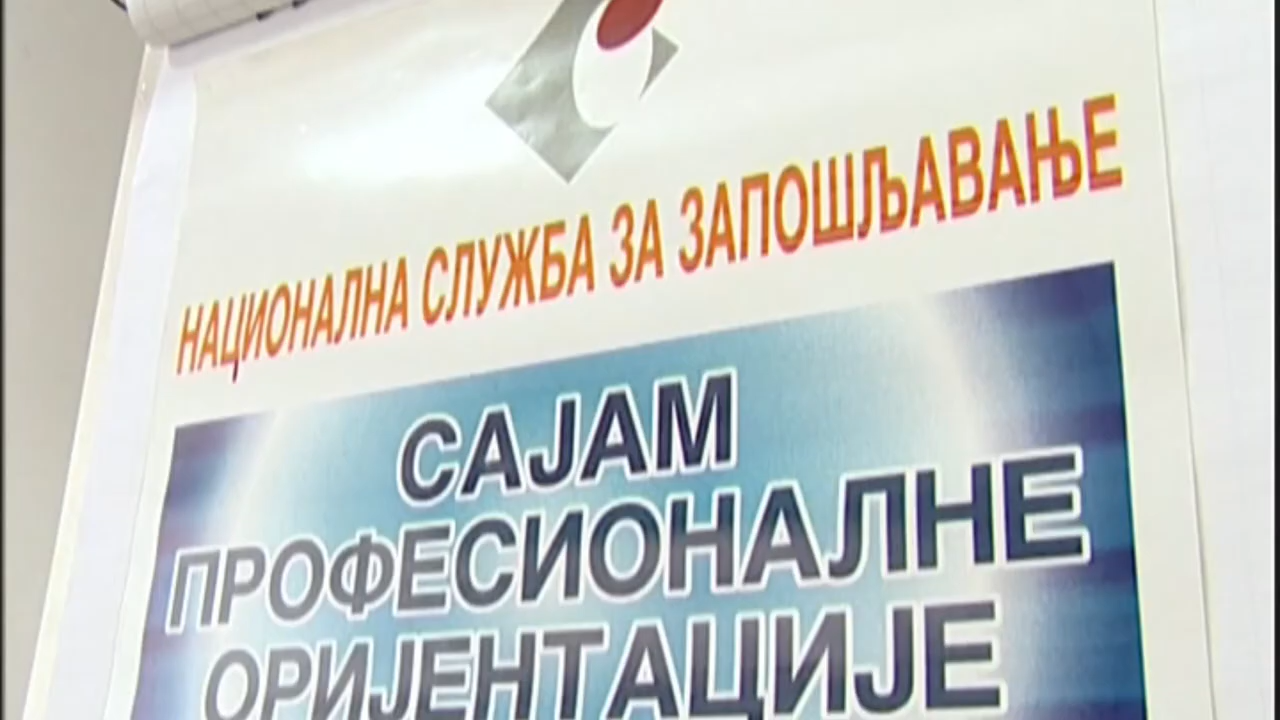 НАЦИОНАЛНА СЛУЖБА ЗА ЗАПОШЉАВАЊЕ
САЈАМ
ПРОФЕСИОНАЛНЕ
ОРИЈЕНТАЦИЈЕ